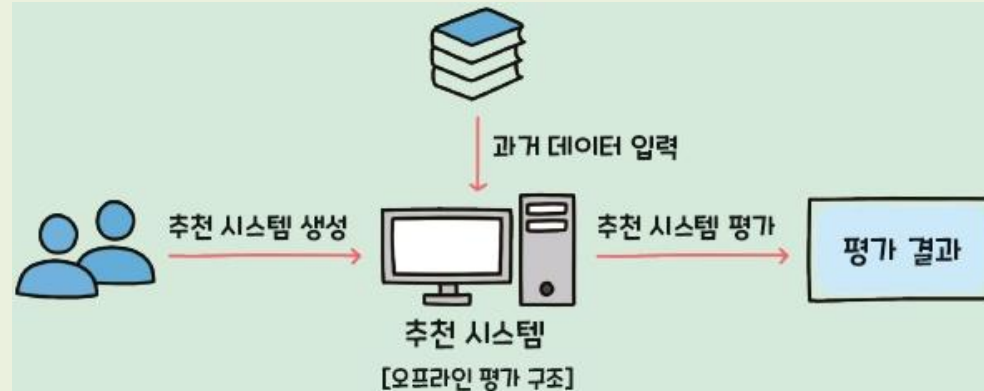 과거 데이터 입력
추천 시스템 생성
추천 시스템 평가
평가 결과
추천 시스템
[오프라인 평가 구조]